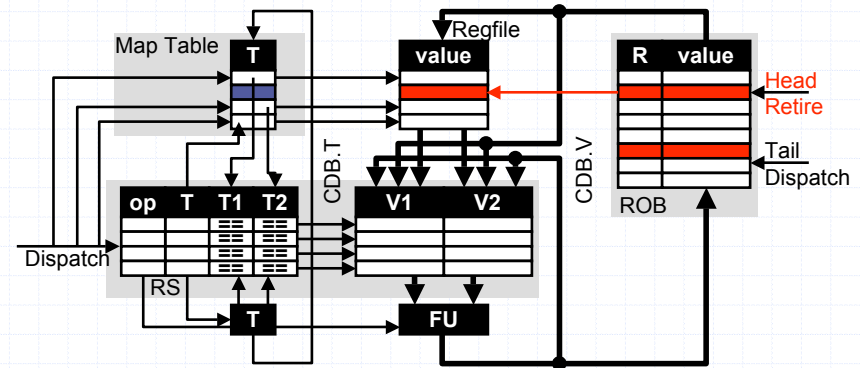 Map Table
T
Regfile
value
R value
Head
Retire
Tail
Dispatch
ROB
CDB.T
CDB.V
op T T1 T2
== ==
== ==
== ==
== ==
V1 V2
Dispatch
RS
T
FU